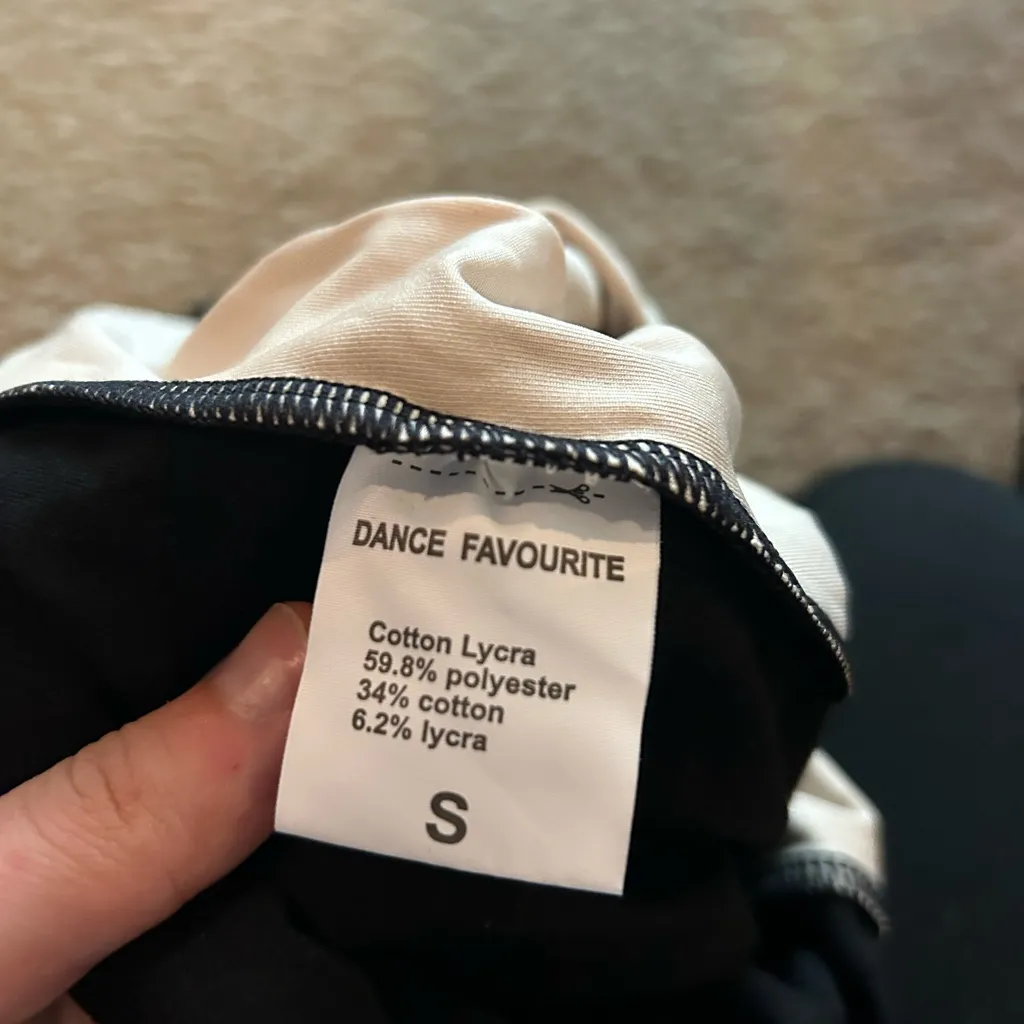 DANCE FAVOURITE
Cotton Lycra
59.8% polyester
34% cotton
6.2% lycra
S